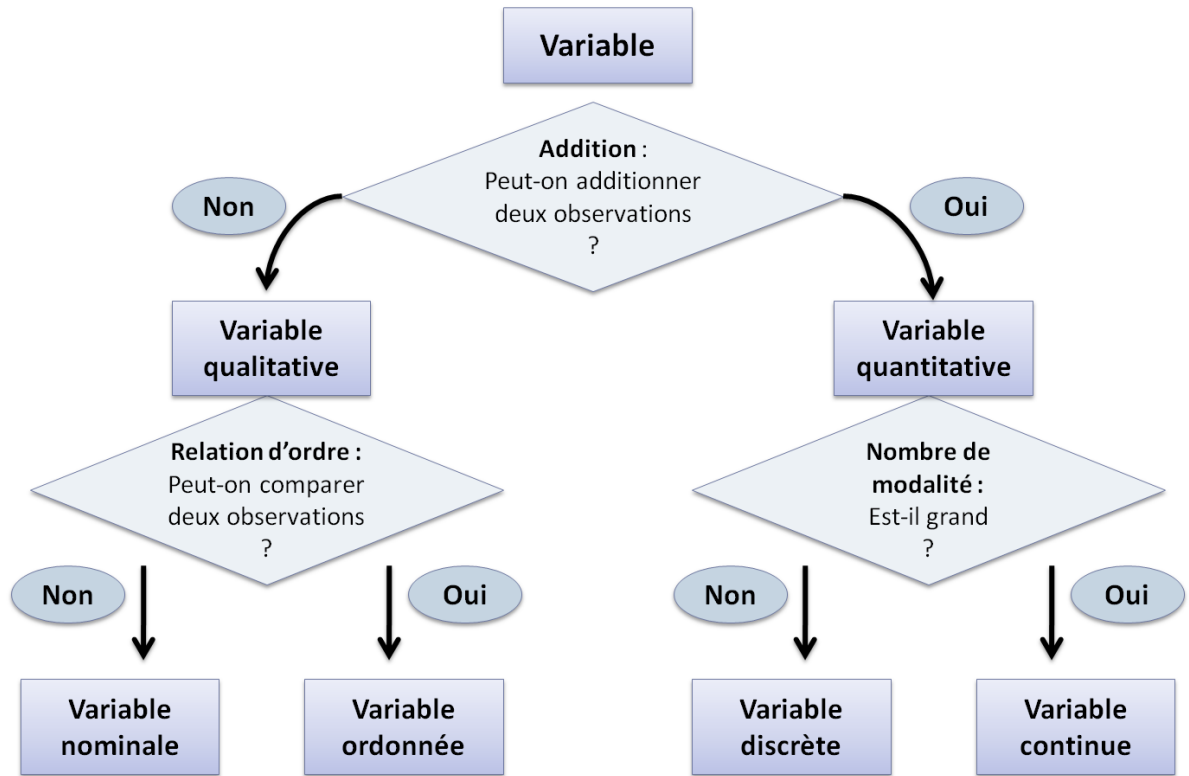 Variable
Addition :
Peut-on additionner
deux observations
?
Non
Oui
Variable
qualitative
Variable
quantitative
Relation d’ordre :
Peut-on comparer
deux observations
?
Nombre de
modalité :
Est-il grand
?
Non
Oui
Non
Oui
Variable
nominale
Variable
ordonnée
Variable
discrète
Variable
continue